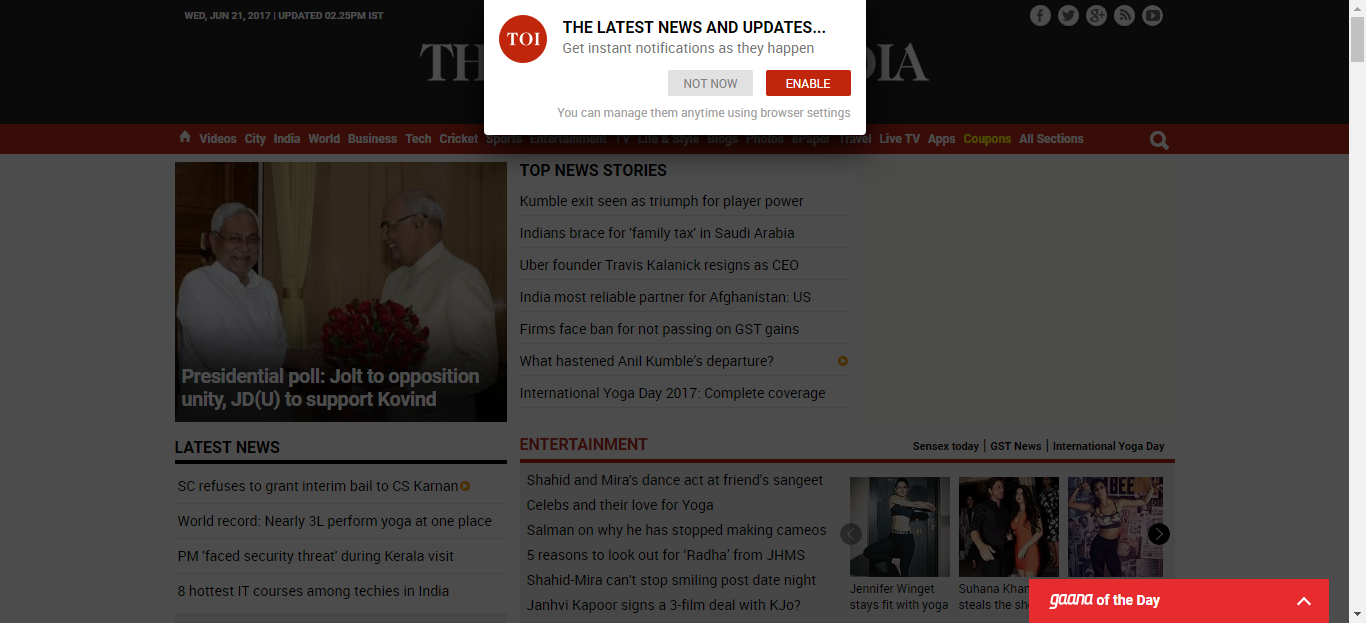 WED, JUN 21, 2017 | UPDATED 02.25PM IST
TOI
THE LATEST NEWS AND UPDATES...
Get instant notifications as they happen
NOT NOW
ENABLE
You can manage them anytime using browser settings
Videos City India World Business Tech Cricket Sports Entertainment TV Life & Style Blogs Photos ePaper Travel Live TV Apps Coupons All Sections
Presidential poll: Jolt to opposition
unity, JD(U) to support Kovind
TOP NEWS STORIES
Kumble exit seen as triumph for player power
Indians brace for 'family tax' in Saudi Arabia
Uber founder Travis Kalanick resigns as CEO
India most reliable partner for Afghanistan: US
Firms face ban for not passing on GST gains
What hastened Anil Kumble's departure?
International Yoga Day 2017: Complete coverage
LATEST NEWS
SC refuses to grant interim bail to CS Karnan
World record: Nearly 3L perform yoga at one place
PM 'faced security threat' during Kerala visit
8 hottest IT courses among techies in India
ENTERTAINMENT
Sensex today | GST News | International Yoga Day
Shahid and Mira's dance act at friend's sangeet
Celebs and their love for Yoga
Salman on why he has stopped making cameos
5 reasons to look out for 'Radha' from JHMS
Shahid-Mira can't stop smiling post date night
Janhvi Kapoor signs a 3-film deal with KJo?
Jennifer Winget
stays fit with yoga
Suhana Khan
steals the
gaana of the Day